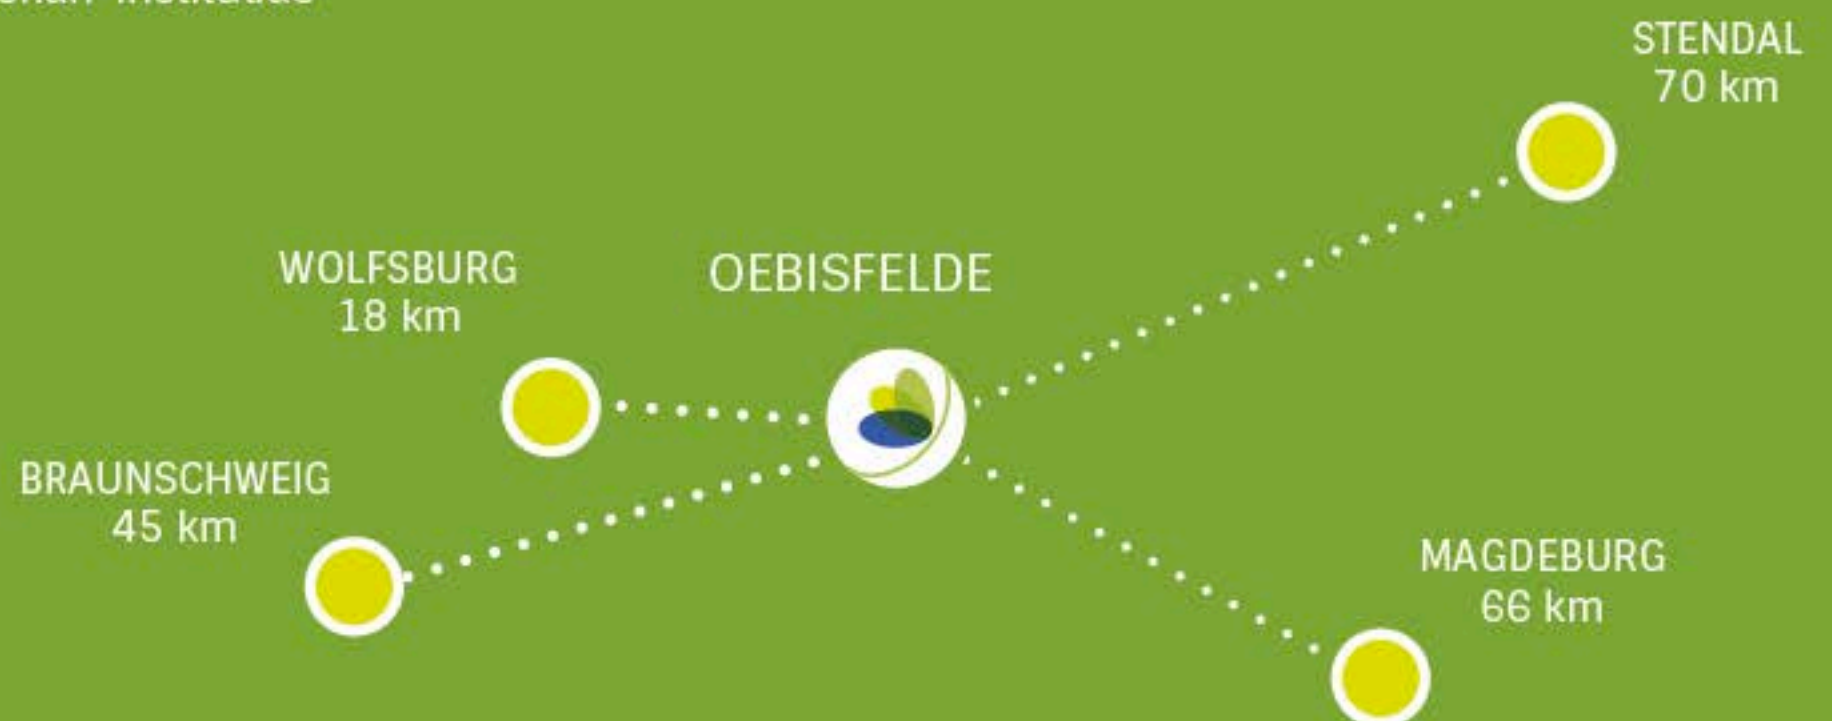 STENDAL
70 km
WOLFSBURG
18 km
OEBISFELDE
BRAUNSCHWEIG
45 km
MAGDEBURG
66 km